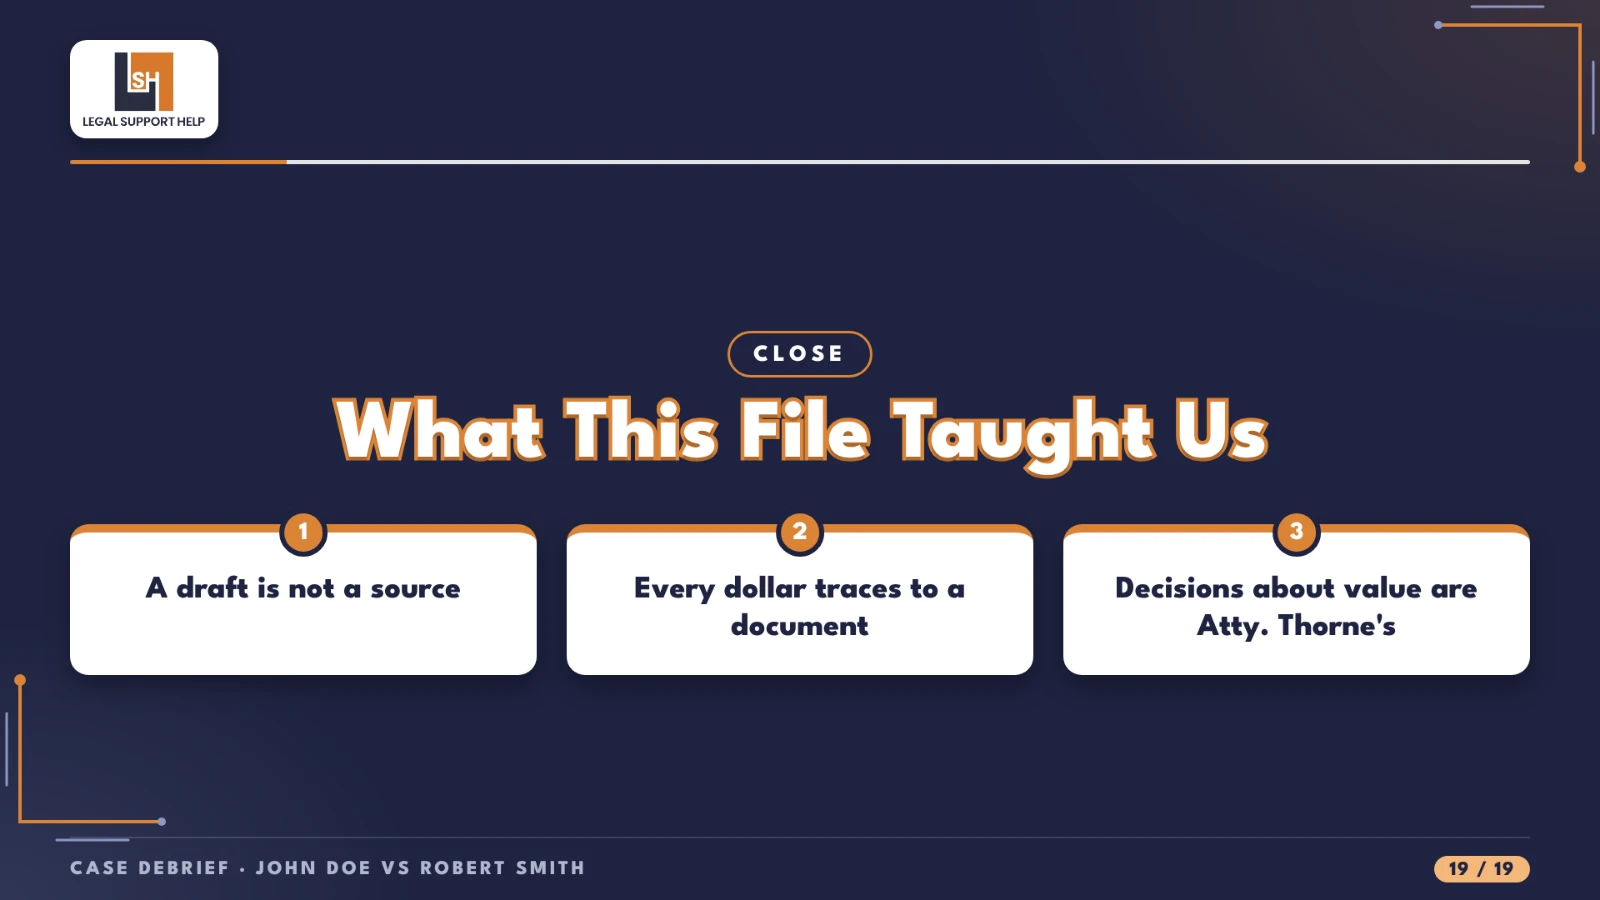 SH
LEGAL SUPPORT HELP
CLOSE
What This File Taught Us
1
A draft is not a source
2
Every dollar traces to a
document
3
Decisions about value are
Atty. Thorne's
CASE DEBRIEF · JOHN DOE VS ROBERT SMITH
19 / 19